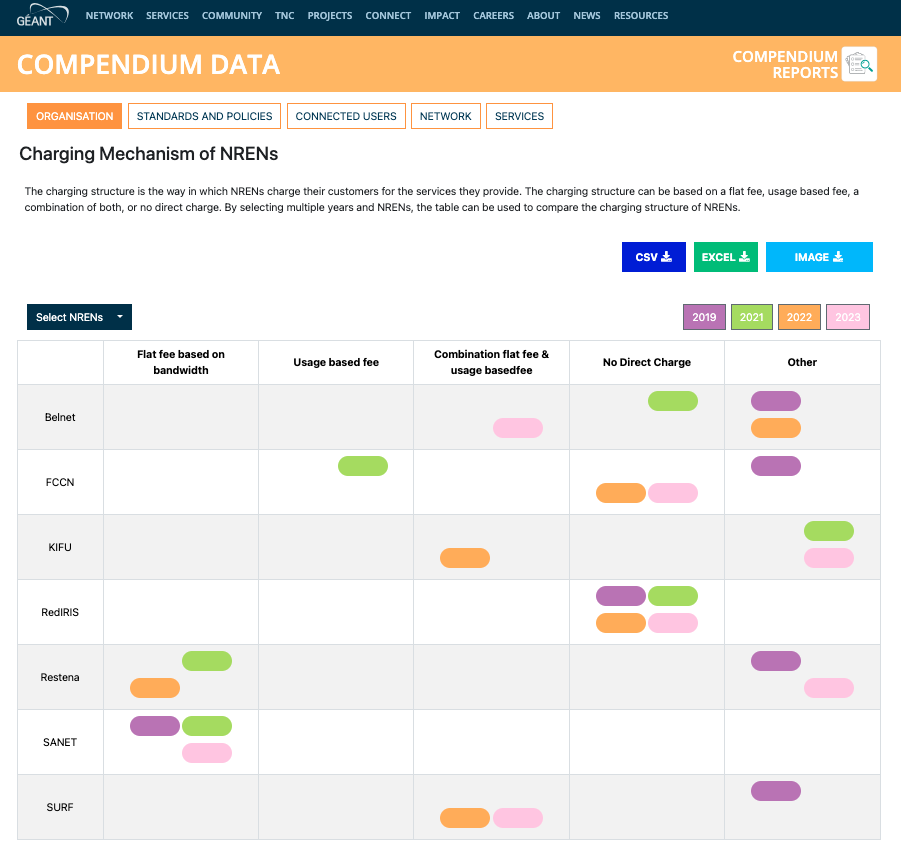 GÉANT
NETWORK SERVICES COMMUNITY TNC PROJECTS CONNECT IMPACT CAREERS ABOUT NEWS RESOURCES
COMPENDIUM DATA
COMPENDIUM
REPORTS
ORGANISATION STANDARDS AND POLICIES CONNECTED USERS NETWORK SERVICES
Charging Mechanism of NRENs
The charging structure is the way in which NRENs charge their customers for the services they provide. The charging structure can be based on a flat fee, usage based fee, a
combination of both, or no direct charge. By selecting multiple years and NRENs, the table can be used to compare the charging structure of NRENs.
CSV EXCEL IMAGE
Select NRENs 2019 2021 2022 2023
Flat fee based on
bandwidth
Usage based fee
Combination flat fee &
usage basedfee
No Direct Charge
Other
Belnet
FCCN
KIFU
RedIRIS
Restena
SANET
SURF